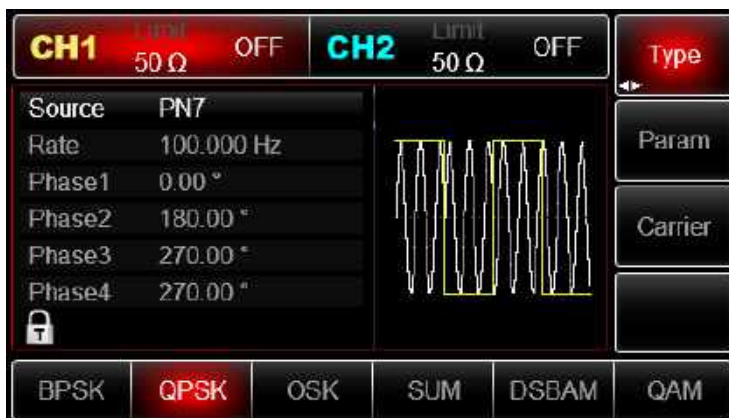 CH1 Limit 50 Ω OFF CH2 Limit 50 Ω OFF Type
Source PN7
Rate 100.000 Hz
Param
Phase1 0.00 °
Phase2 180.00 °
Carrier
Phase3 270.00 °
Phase4 270.00 °
T
BPSK QPSK OSK SUM DSBAM QAM